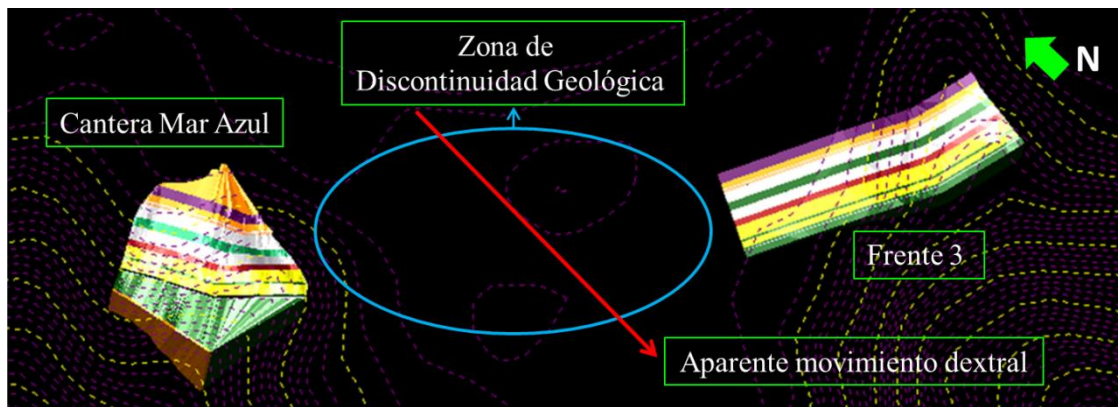 Zona de
Discontinuidad Geológica
N
Cantera Mar Azul
Frente 3
Aparente movimiento dextral